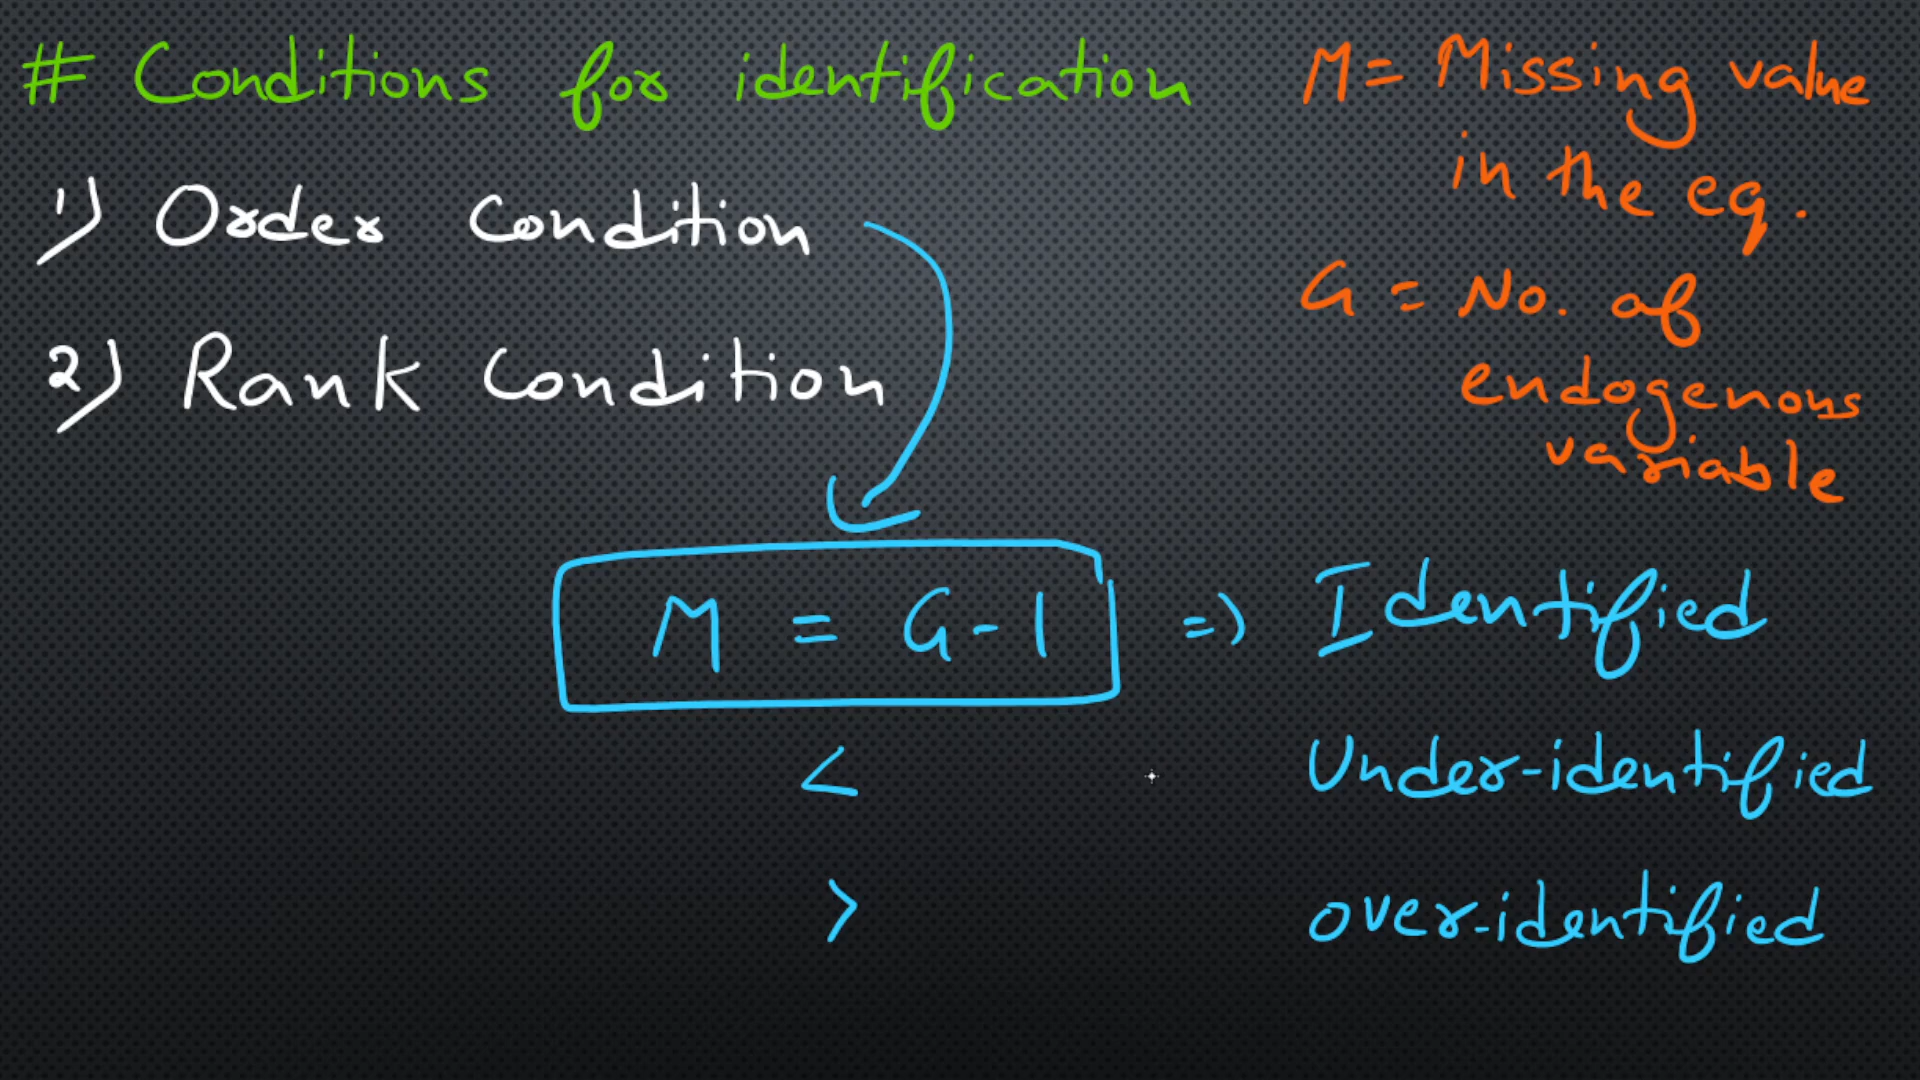 # Conditions for identification
1) Order Condition
2) Rank Condition
M = Missing value
in the eq.
G = No. of
endogenous
variable
M = G - 1 => Identified
< Under-identified
> over-identified